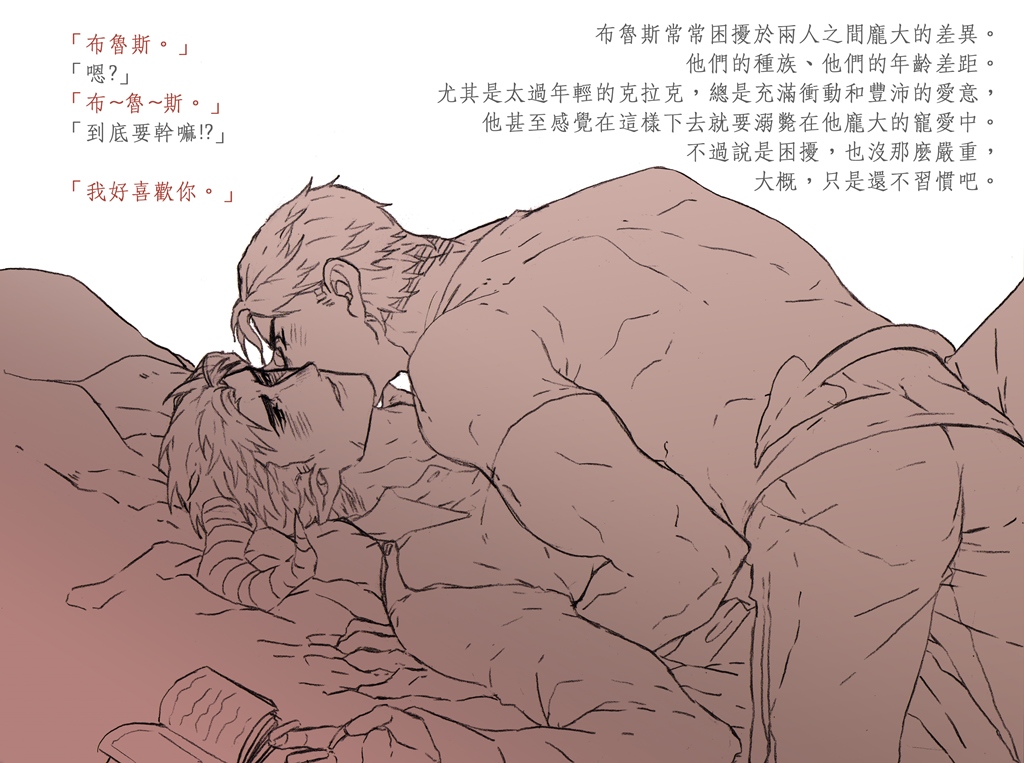 「布魯斯。」
「嗯?」
「布~魯~斯。」
「到底要幹嘛!?」
「我好喜歡你。」
布魯斯常常困擾於兩人之間龐大的差異。
他們的種族、他們的年齡差距。
尤其是太過年輕的克拉克，總是充滿衝動和豐沛的愛意，
他甚至感覺在這樣下去就要溺斃在他龐大的寵愛中。
不過說是困擾，也沒那麼嚴重，
大概，只是還不習慣吧。